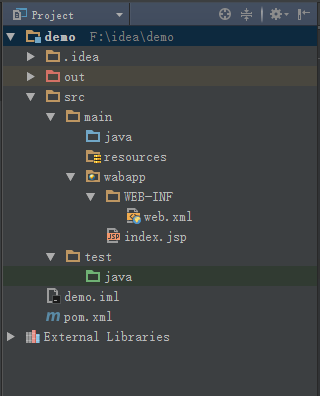 Project
demo F:\idea\demo
.idea
out
src
main
java
resources
wabapp
WEB-INF
web.xml
index.jsp
test
java
demo.iml
pom.xml
External Libraries